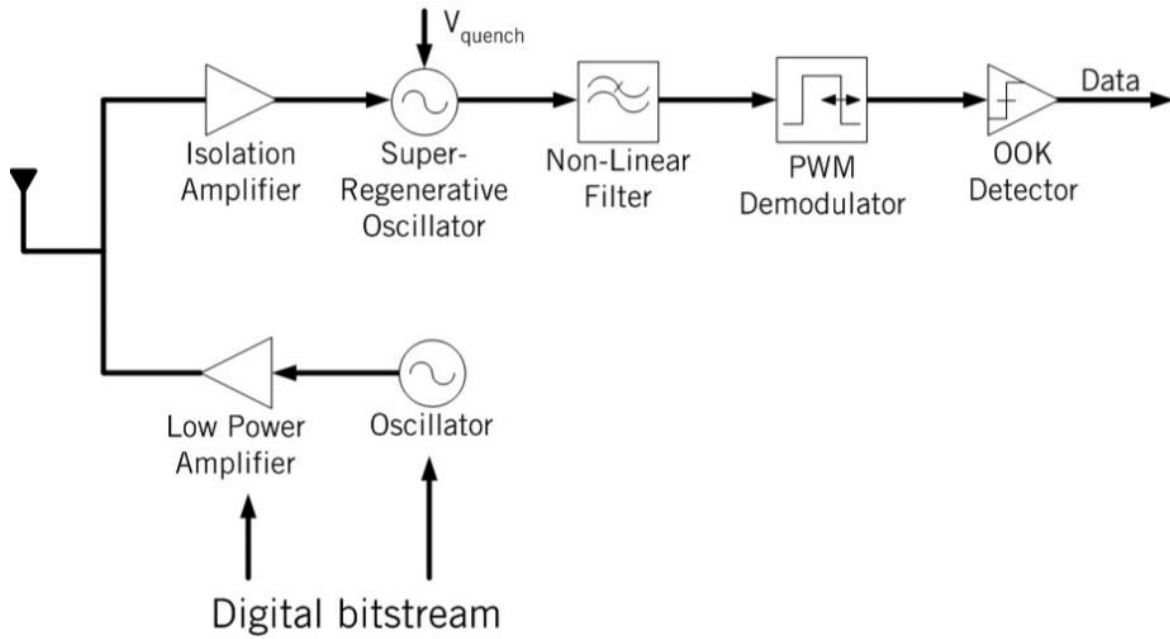 Vquench
Data
Isolation
Amplifier
Super-
Regenerative
Oscillator
Non-Linear
Filter
PWM
Demodulator
OOK
Detector
Low Power
Amplifier
Oscillator
Digital bitstream